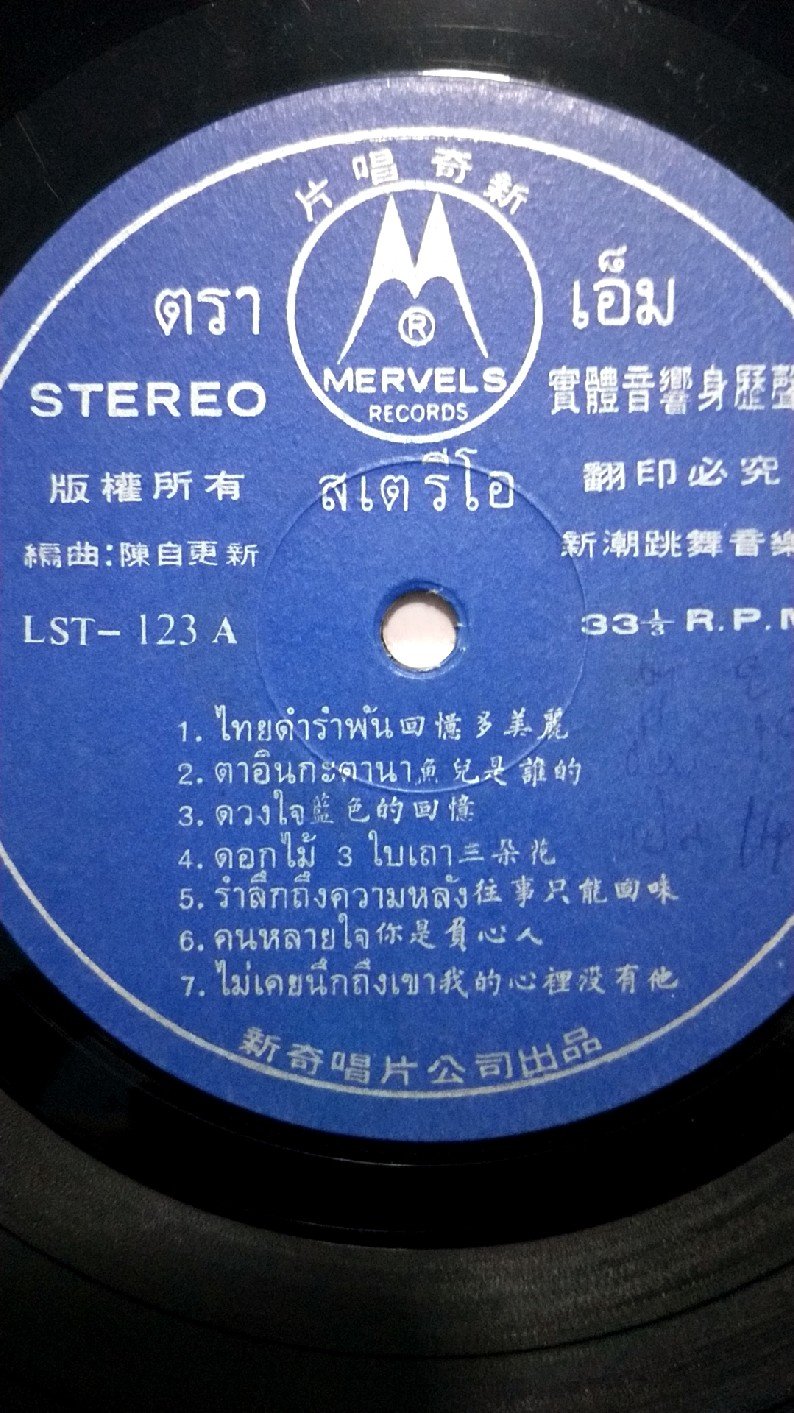 片唱奇新
ตรา
เอ็ม
®
MERVELS
RECORDS
STEREO
實體音響身歷聲
版權所有
สเตรีโอ
翻印必究
編曲:陳自更新
新潮跳舞音樂
LST- 123 A
33⅓ R.P.M
1. ไทยดำรำพัน回憶多美麗
2. ตาอินกะตานา魚兒是誰的
3. ดวงใจ藍色的回憶
4. ดอกไม้ 3 ใบเถา三朵花
5. รำลึกถึงความหลัง往事只能回味
6. คนหลายใจ你是負心人
7. ไม่เคยนึกถึงเขา我的心裡没有他
新奇唱片公司出品